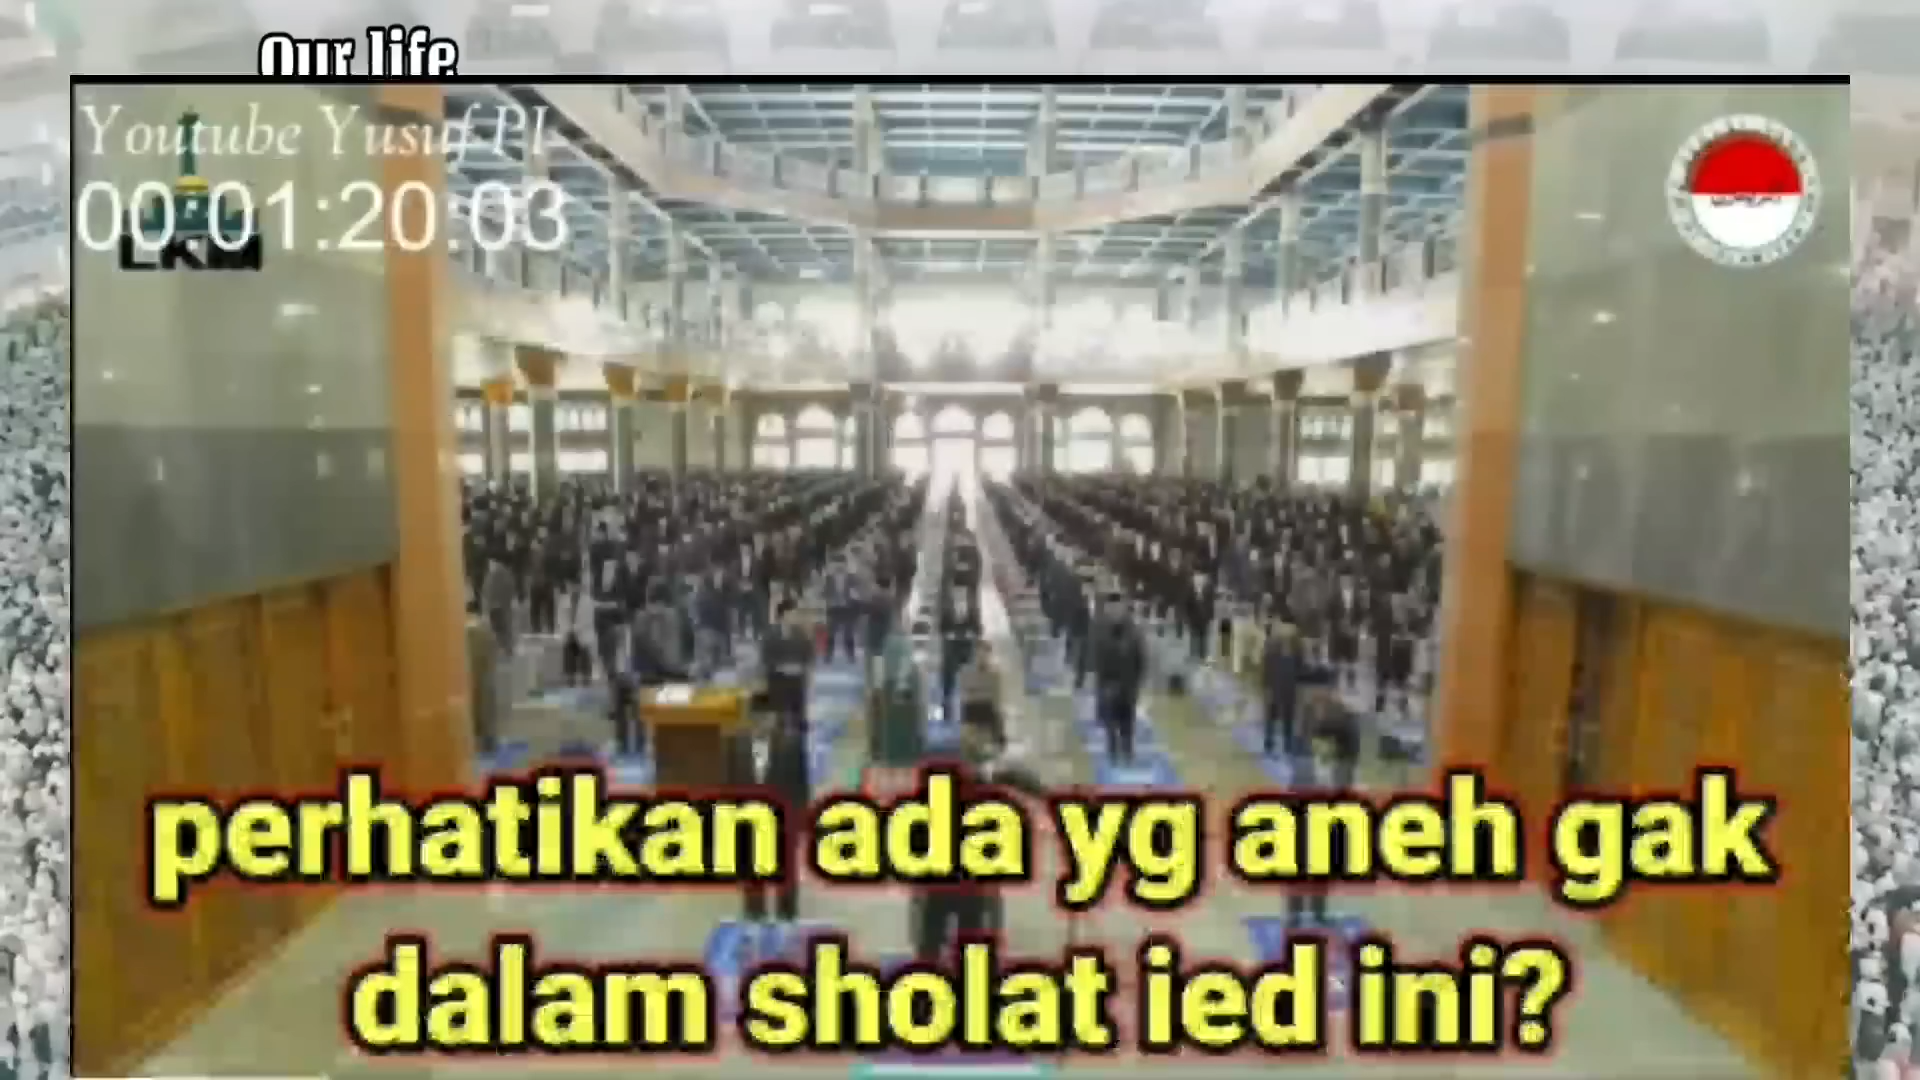 Our life
Youtube Yusuf PI
00:01:20:03
LKM
perhatikan ada yg aneh gak
dalam sholat ied ini?